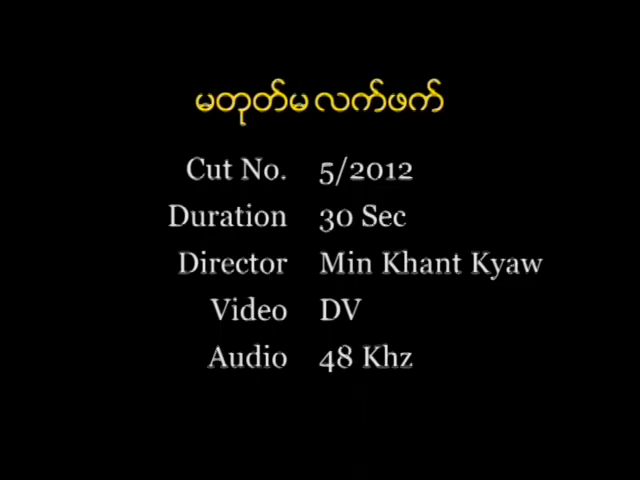 မတုတ်မ လက်ဖက်
Cut No. 5/2012
Duration 30 Sec
Director Min Khant Kyaw
Video DV
Audio 48 Khz